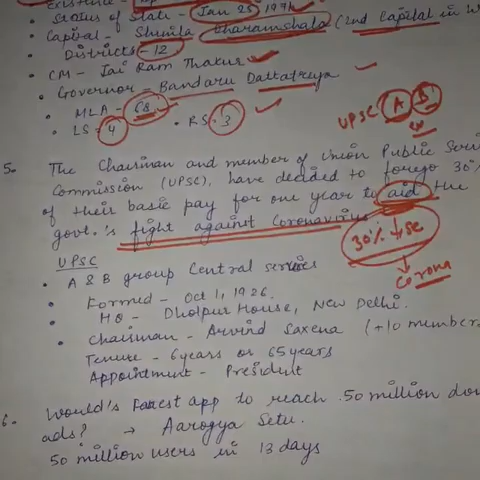 Existence -
• Status of State - Jan 25 1971
• Capital - Shimla Dharamshala (2nd Capital in W
• Districts - 12
• CM - Jai Ram Thakur
• Governor - Bandaru Dattatreya
• MLA - 68
• LS - 4 • RS - 3
UPSC A B
5. The Chairman and member of Union Public Servi
Commission (UPSC), have decided to forego 30%
of their basic pay for one year to aid the
govt.'s fight against Coronavirus
30% ↓ se
→ Corona
UPSC
• A & B group Central services
• Formed - Oct 1, 1926.
HQ - Dholpur House, New Delhi.
• Chairman - Arvind Saxena (+10 members
Tenure - 6 years or 65 years
Appointment - President
6. World's Fastest app to reach 50 million down
ads? → Aarogya Setu.
50 million users in 13 days